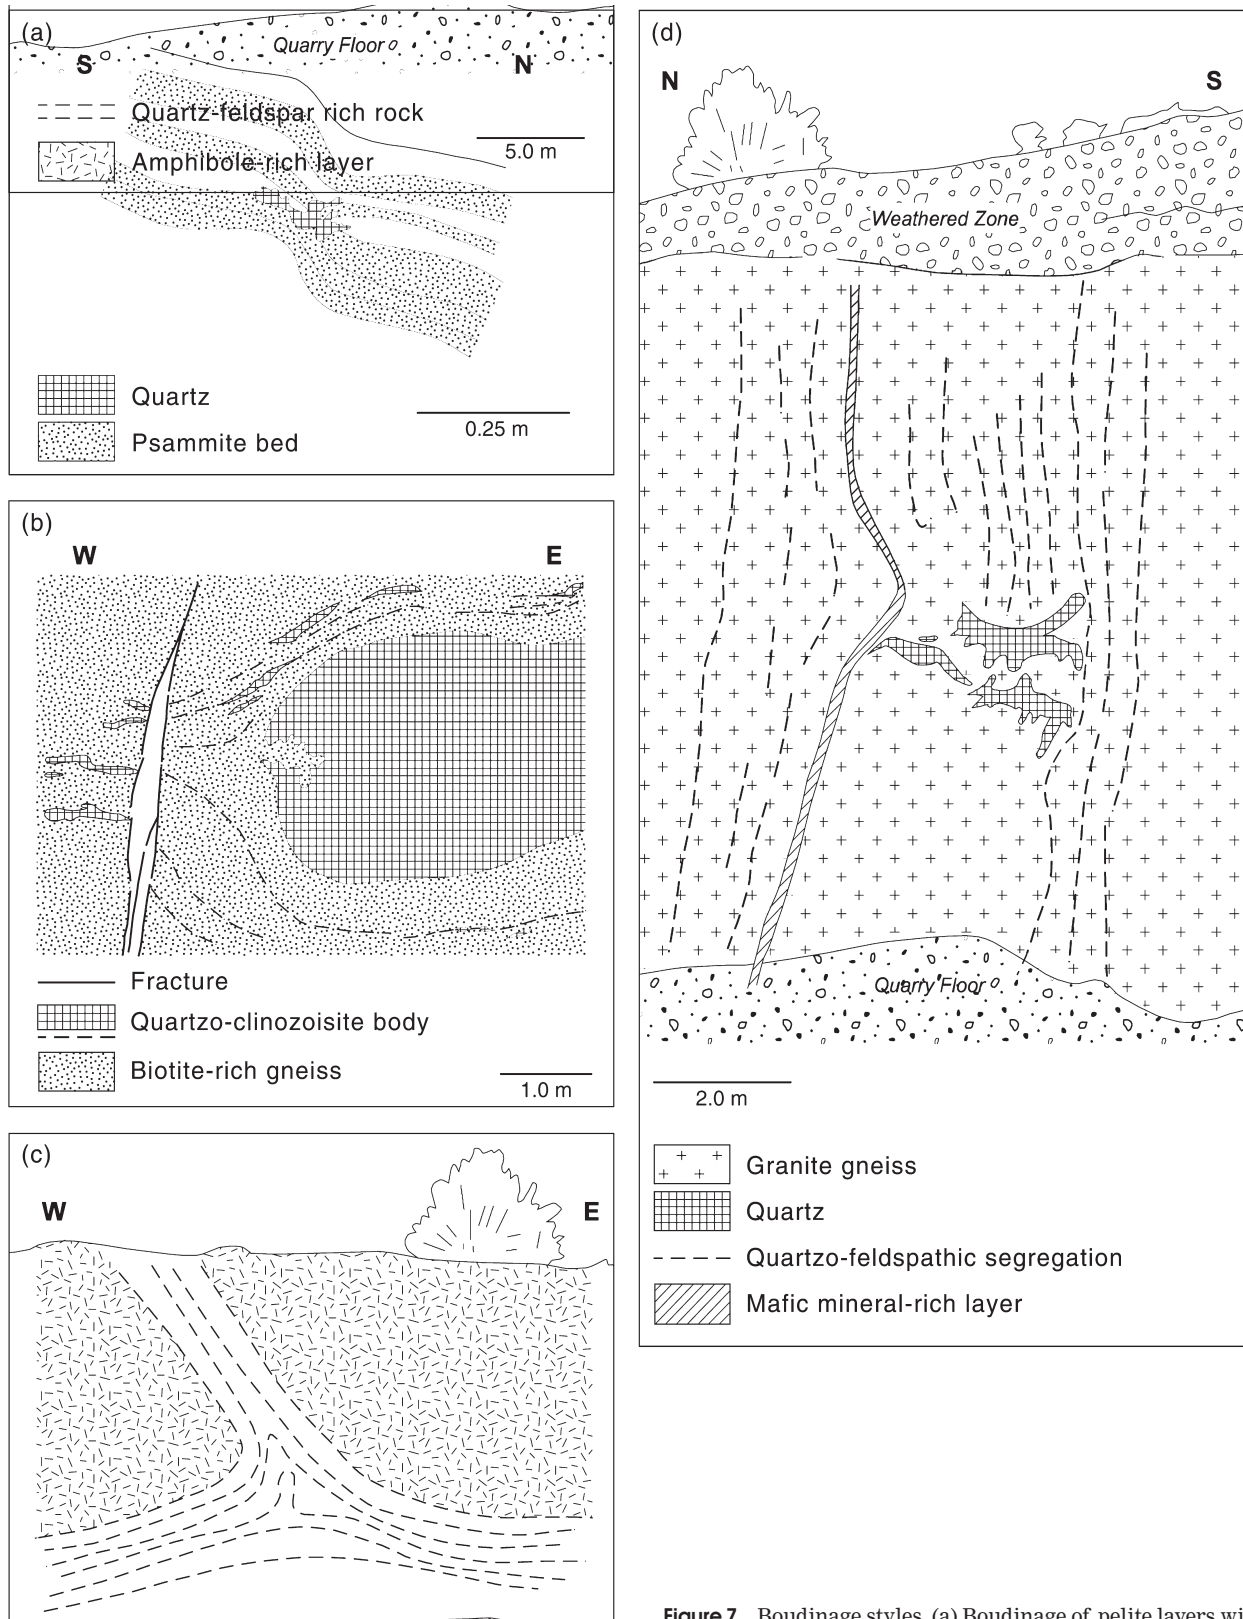 (a)
Quarry Floor
S N
Quartz-feldspar rich rock
5.0 m
Amphibole-rich layer
Quartz
0.25 m
Psammite bed
(b)
W E
Fracture
Quartzo-clinozoisite body
Biotite-rich gneiss
1.0 m
(c)
W E
(d)
N S
Weathered Zone
Quarry Floor
2.0 m
Granite gneiss
Quartz
Quartzo-feldspathic segregation
Mafic mineral-rich layer
Figure 7 Boudinage styles. (a) Boudinage of pelite layers wi